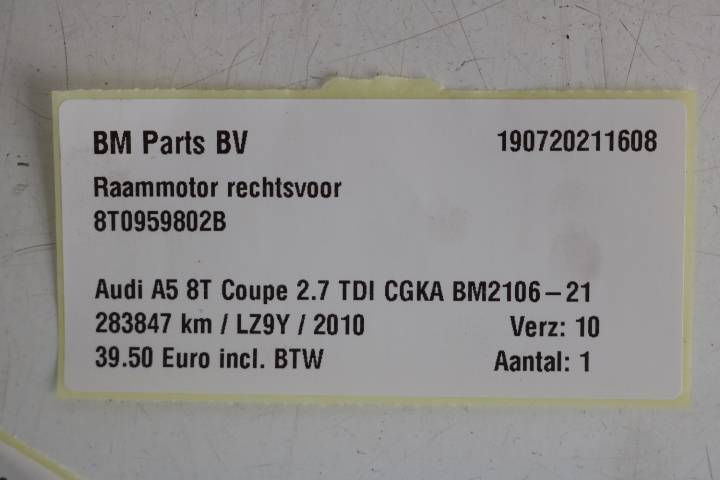 BM Parts BV 190720211608
Raammotor rechtsvoor
8T0959802B
Audi A5 8T Coupe 2.7 TDI CGKA BM2106-21
283847 km / LZ9Y / 2010 Verz: 10
39.50 Euro incl. BTW Aantal: 1